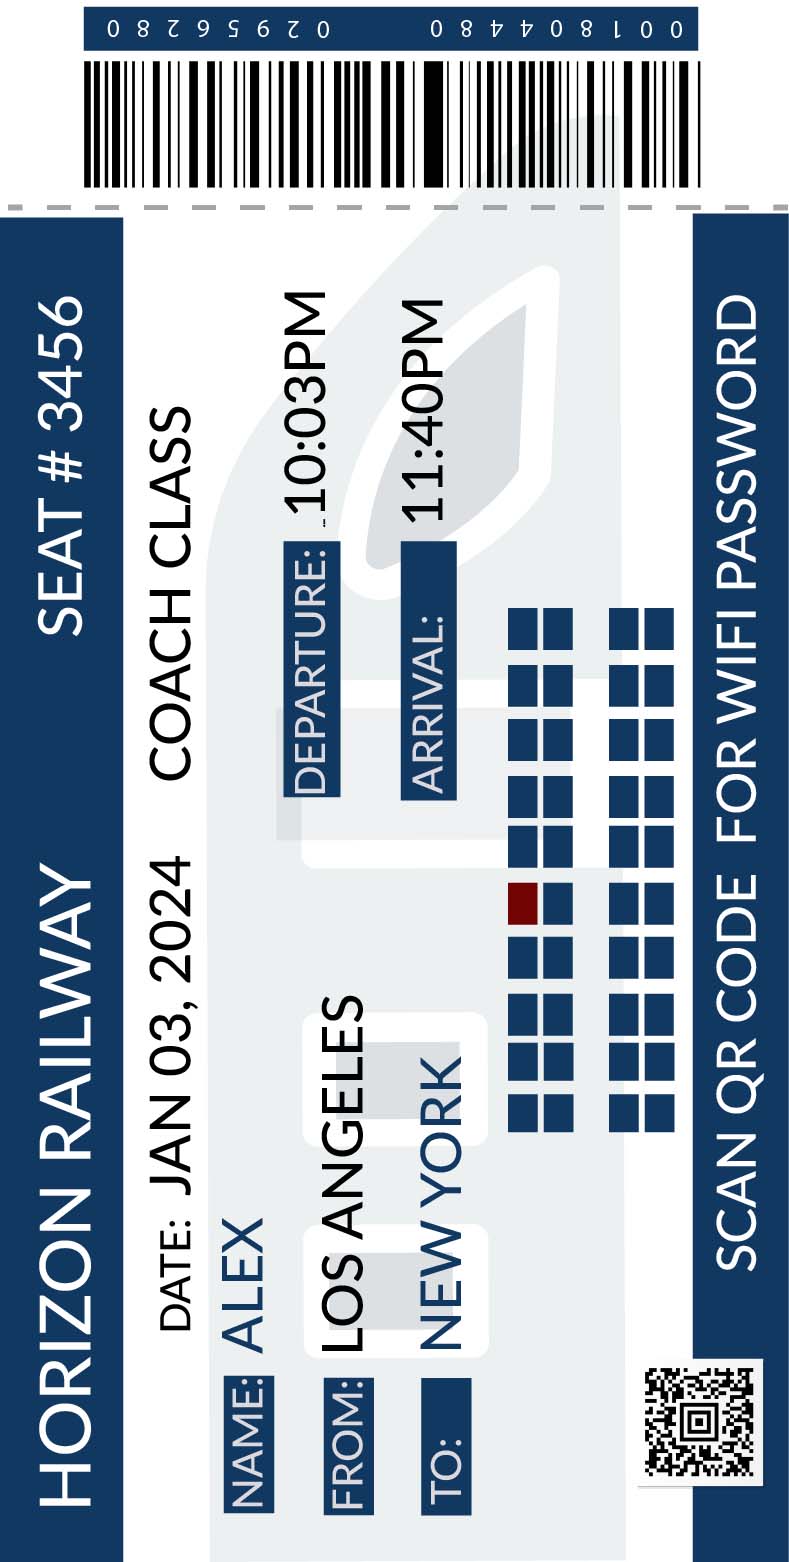 HORIZON RAILWAY SEAT # 3456
DATE: JAN 03, 2024 COACH CLASS
NAME: ALEX
DEPARTURE: 10:03PM
FROM: LOS ANGELES
ARRIVAL: 11:40PM
TO: NEW YORK
SCAN QR CODE FOR WIFI PASSWORD
0 0 1 8 0 4 4 8 0 0 2 9 5 6 2 8 0